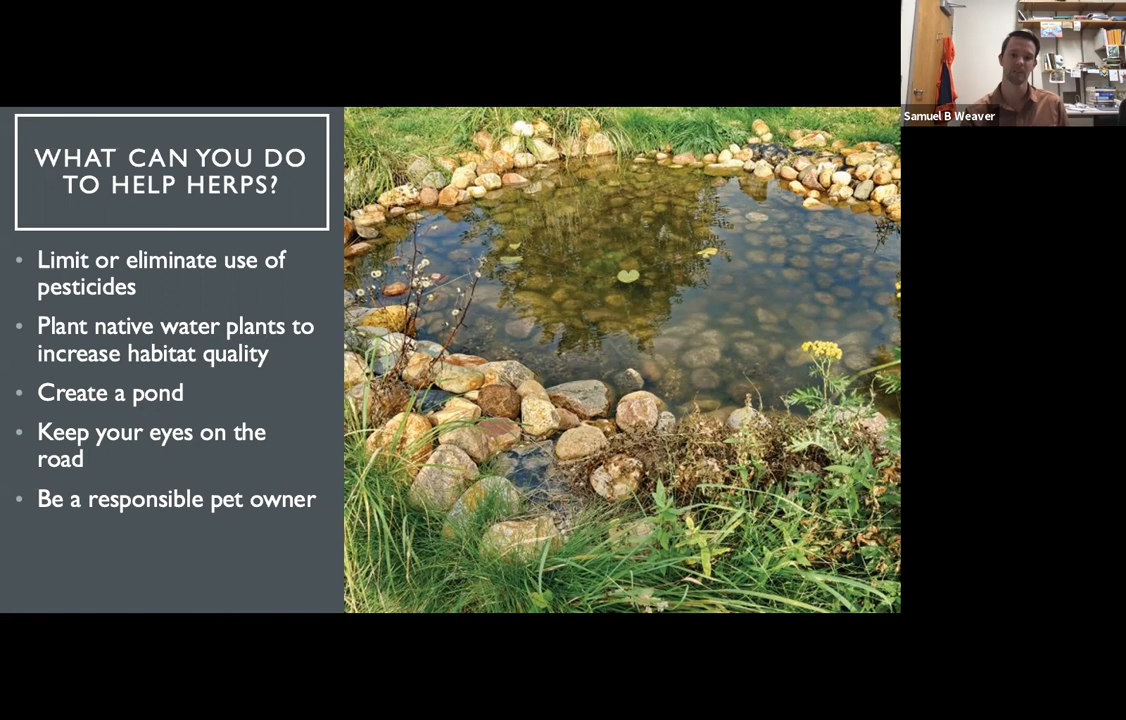 WHAT CAN YOU DO
TO HELP HERPS?
• Limit or eliminate use of
pesticides
• Plant native water plants to
increase habitat quality
• Create a pond
• Keep your eyes on the
road
• Be a responsible pet owner
Samuel B Weaver